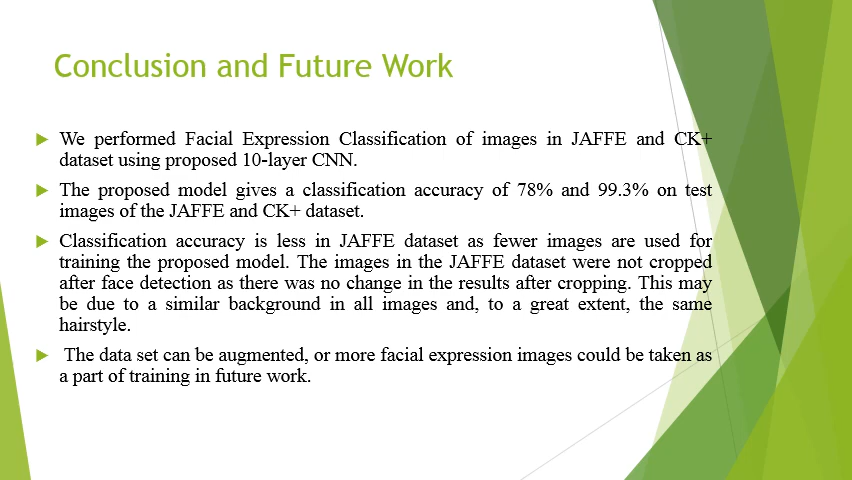 Conclusion and Future Work
We performed Facial Expression Classification of images in JAFFE and CK+
dataset using proposed 10-layer CNN.
The proposed model gives a classification accuracy of 78% and 99.3% on test
images of the JAFFE and CK+ dataset.
Classification accuracy is less in JAFFE dataset as fewer images are used for
training the proposed model. The images in the JAFFE dataset were not cropped
after face detection as there was no change in the results after cropping. This may
be due to a similar background in all images and, to a great extent, the same
hairstyle.
The data set can be augmented, or more facial expression images could be taken as
a part of training in future work.